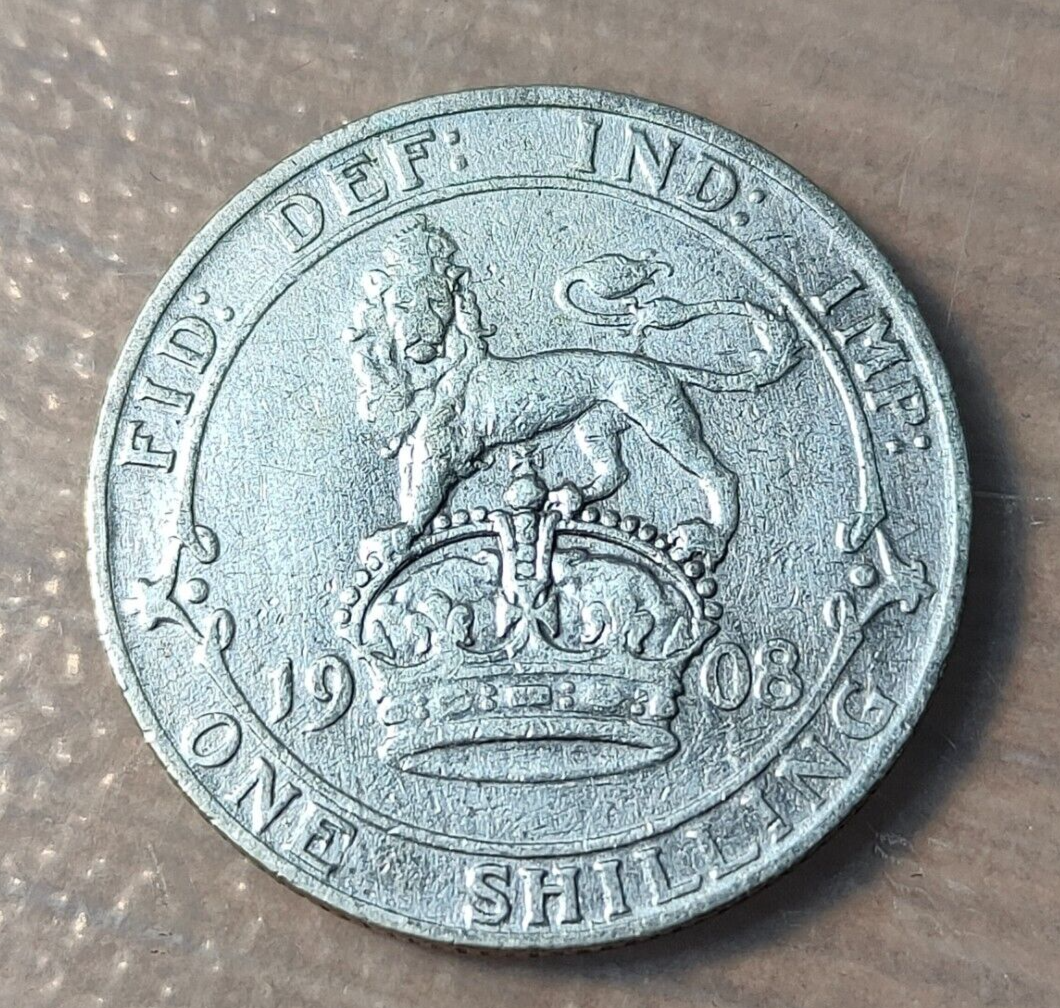 FID: DEF: IND: IMP:
19 08
ONE SHILLING